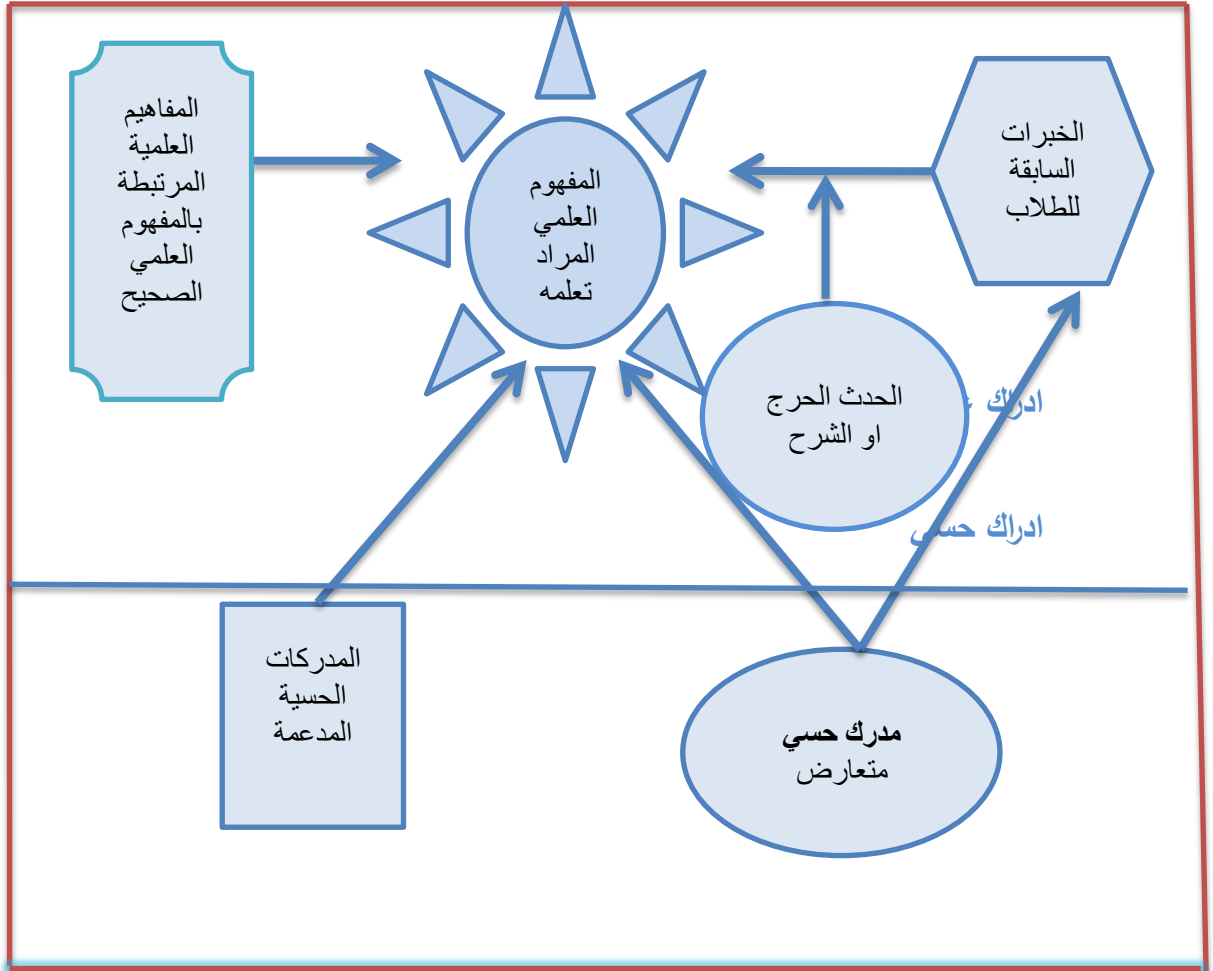 الخبرات
السابقة
للطلاب
المفهوم
العلمي
المراد
تعلمه
المفاهيم
العلمية
المرتبطة
بالمفهوم
العلمي
الصحيح
الحدث الحرج
او الشرح
ادراك
ادراك حسي
مدرك حسي
متعارض
المدركات
الحسية
المدعمة